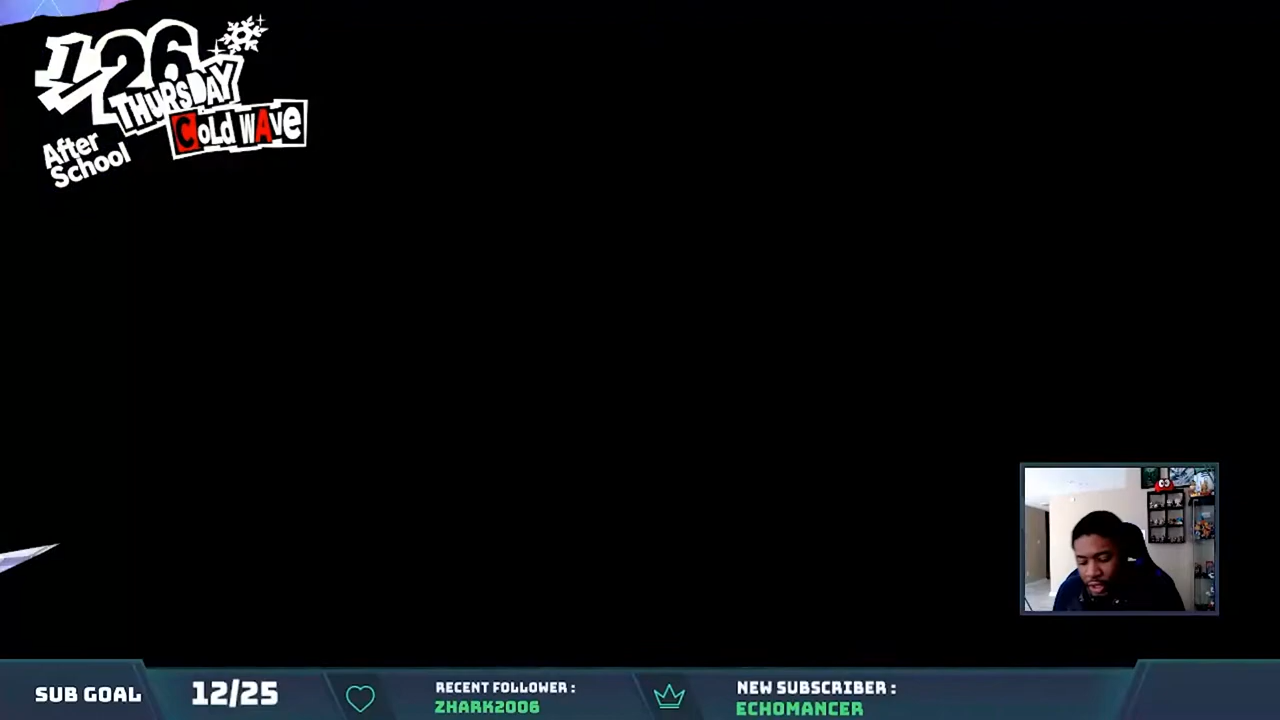 1/26
THURSDAY
Cold WAve
After
School
SUB GOAL
12/25
RECENT FOLLOWER :
ZHARK2006
NEW SUBSCRIBER :
ECHOMANCER